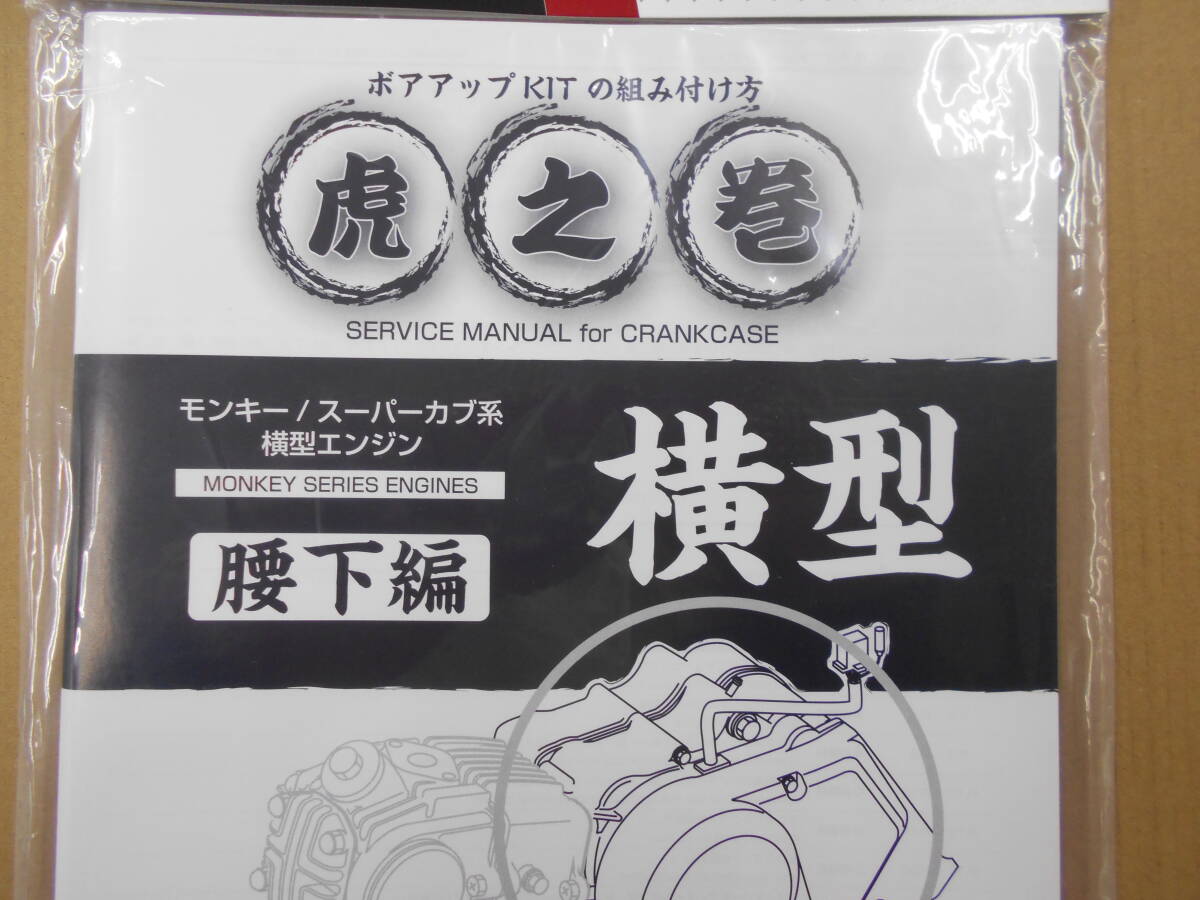 ボアアップKITの組み付け方
虎之巻
SERVICE MANUAL for CRANKCASE
モンキー/スーパーカブ系
横型エンジン
MONKEY SERIES ENGINES
横型
腰下編